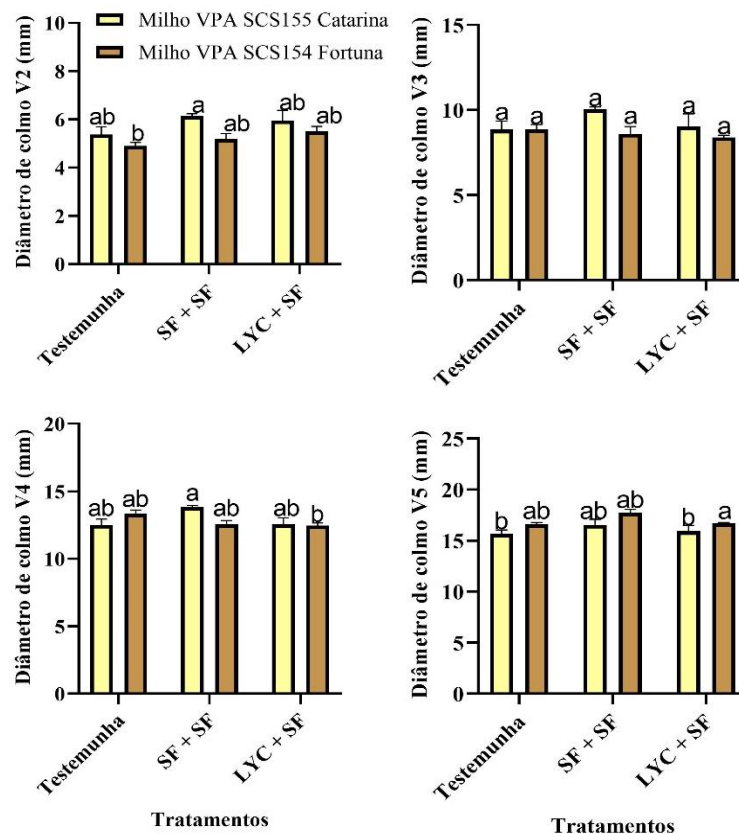 Milho VPA SCS155 Catarina
Milho VPA SCS154 Fortuna
Diâmetro de colmo V2 (mm)
10
8
6
4
2
0
ab
b
a
ab
ab
ab
Testemunha
SF + SF
LYC + SF
Diâmetro de colmo V3 (mm)
15
10
5
0
a
a
a
a
a
a
Testemunha
SF + SF
LYC + SF
Diâmetro de colmo V4 (mm)
20
15
10
5
0
ab
ab
a
ab
ab
b
Testemunha
SF + SF
LYC + SF
Tratamentos
Diâmetro de colmo V5 (mm)
25
20
15
10
5
0
b
ab
ab
ab
b
a
Testemunha
SF + SF
LYC + SF
Tratamentos